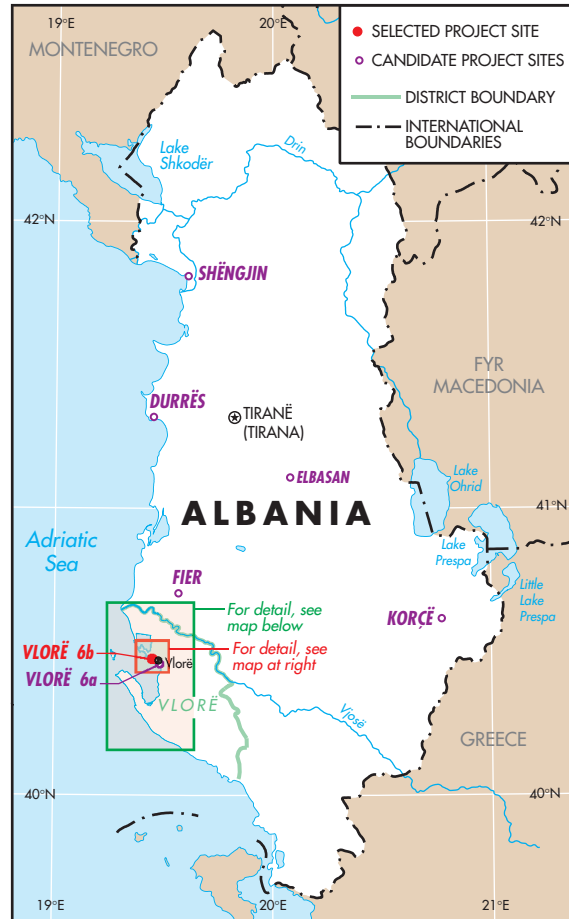 19°E
20°E
MONTENEGRO
SELECTED PROJECT SITE
CANDIDATE PROJECT SITES
DISTRICT BOUNDARY
INTERNATIONAL
BOUNDARIES
Lake
Shkodër
Drin
42°N
42°N
SHËNGJIN
FYR
MACEDONIA
DURRËS
TIRANË
(TIRANA)
ELBASAN
Lake
Ohrid
ALBANIA
41°N
Adriatic
Sea
Lake
Prespa
FIER
Little
Lake
Prespa
For detail, see
map below
KORÇË
VLORË 6b
Vlorë
For detail, see
map at right
VLORË 6a
VLORË
Vjosë
GREECE
40°N
40°N
19°E
20°E
21°E